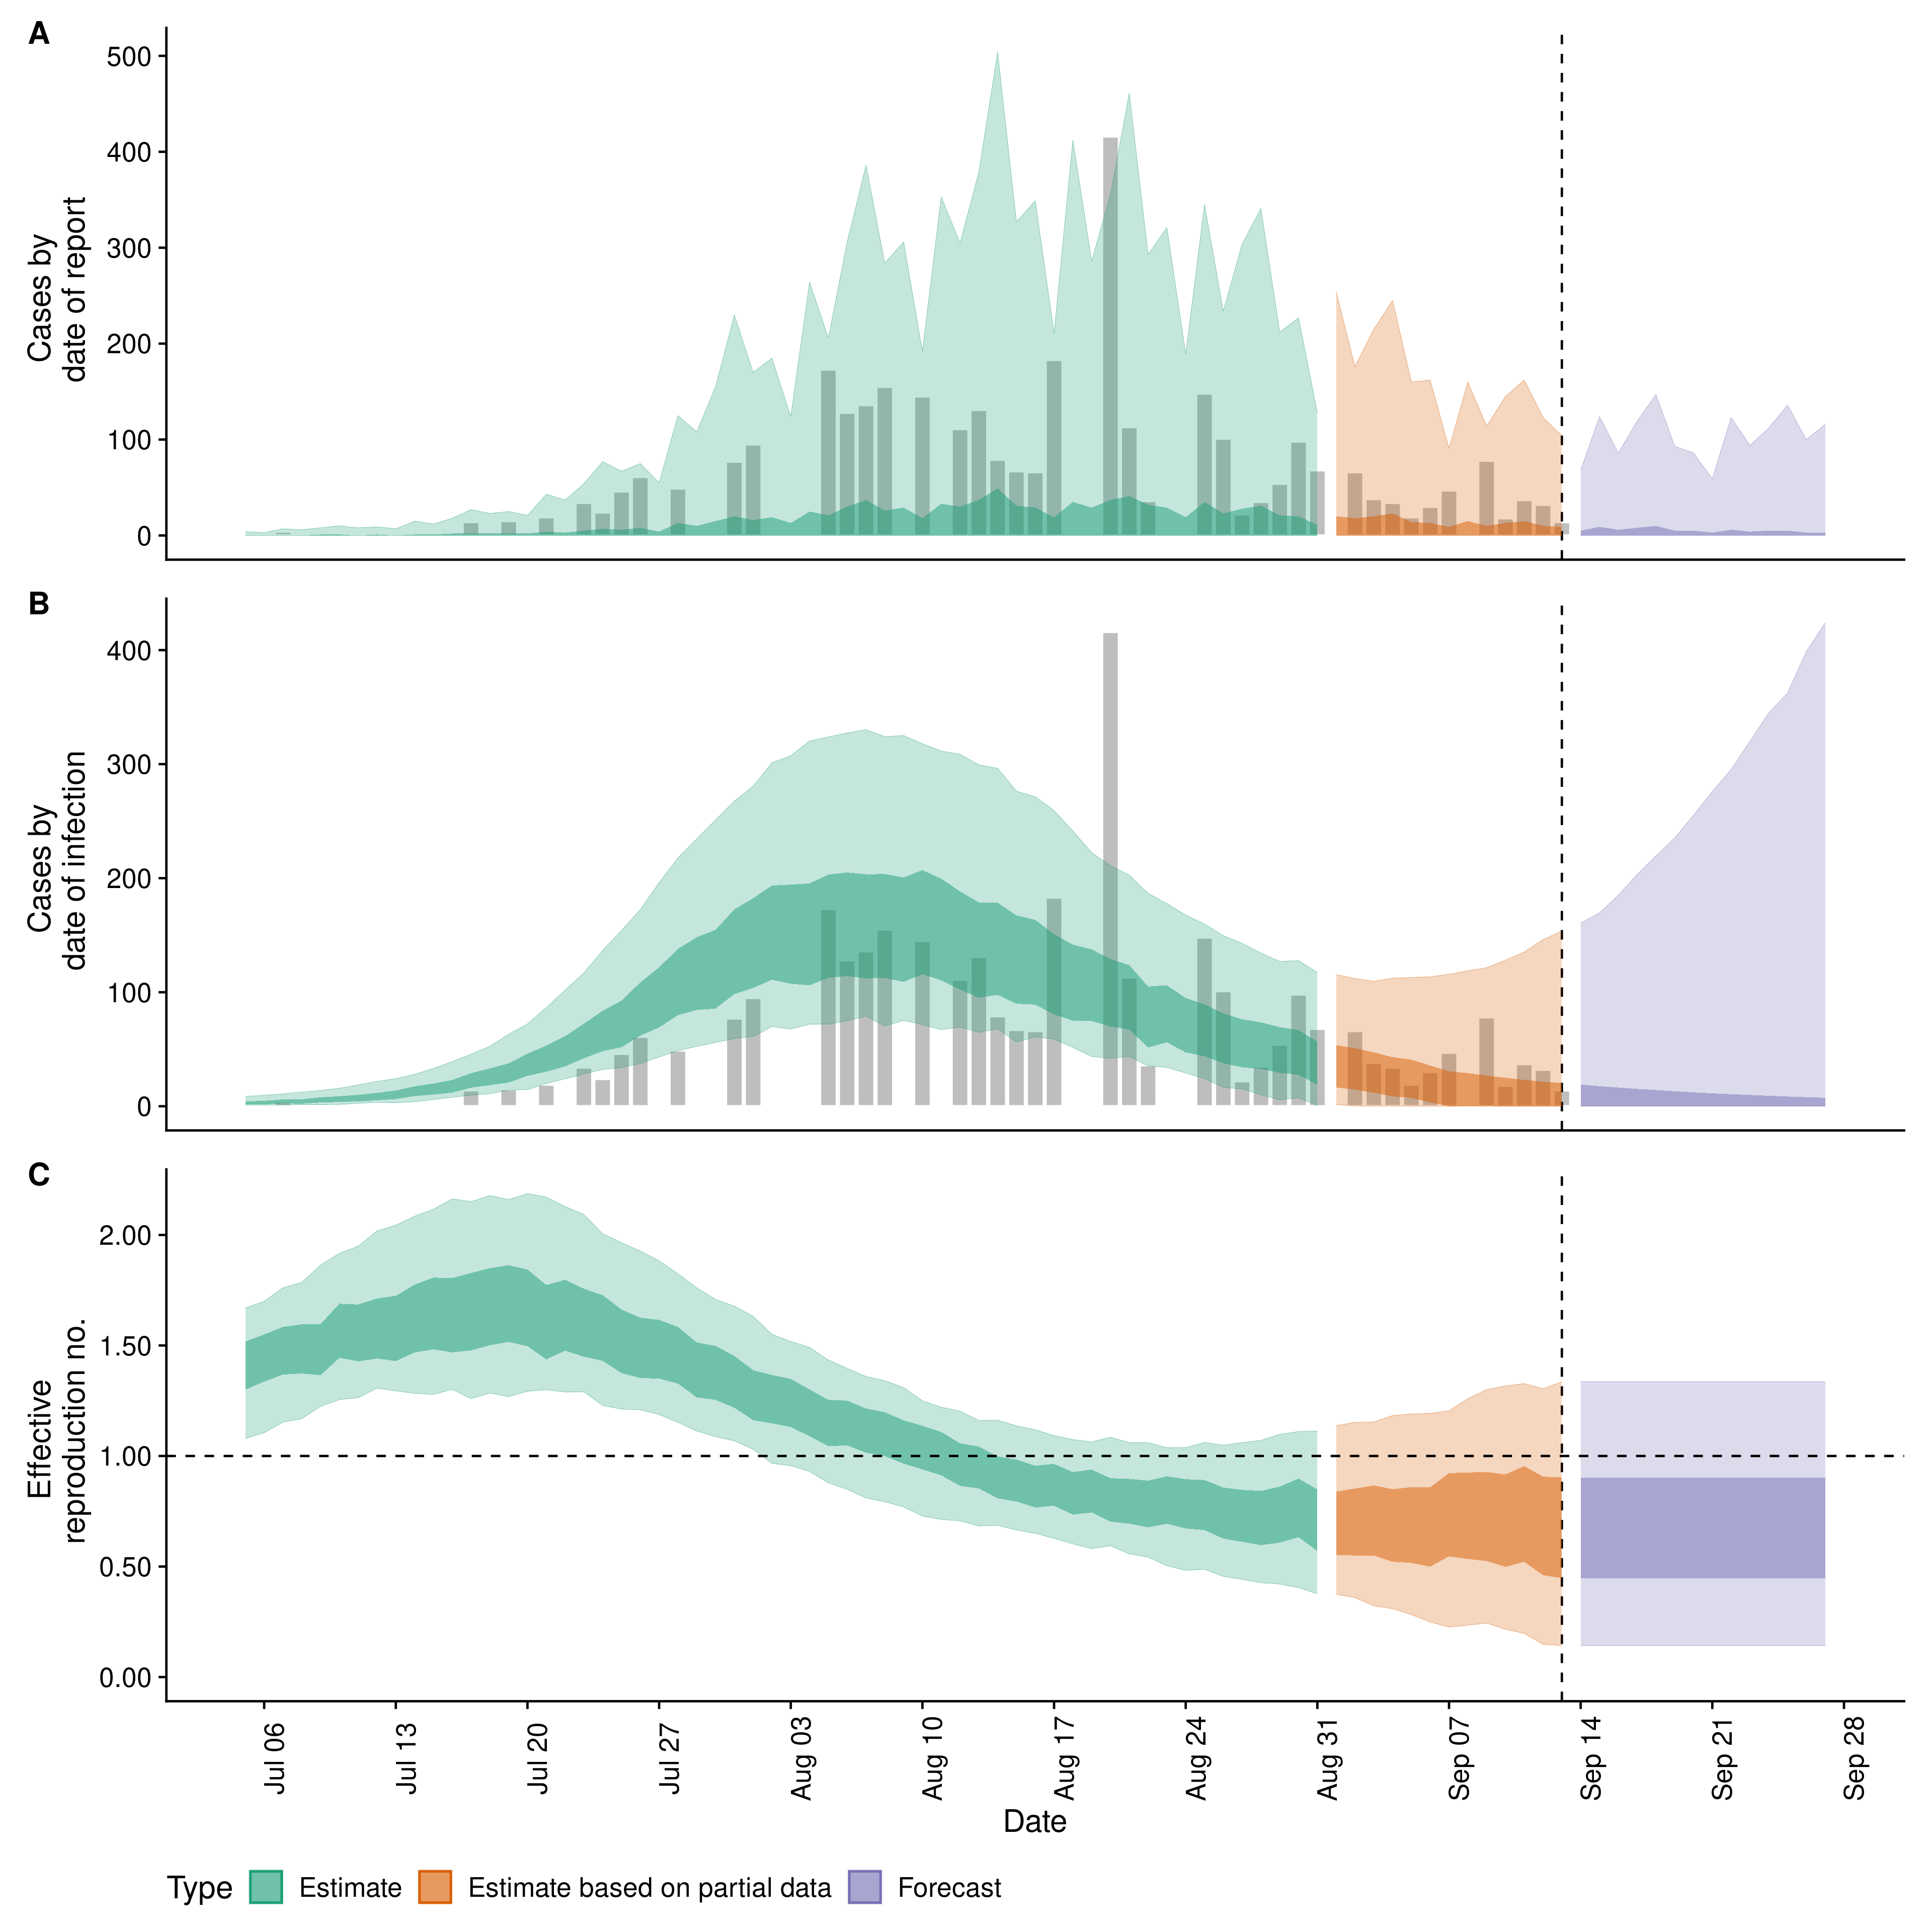 A
500
400
300
200
100
0
Cases by
date of report
B
400
300
200
100
0
Cases by
date of infection
C
2.00
1.50
1.00
0.50
0.00
Effective
reproduction no.
Jul 06
Jul 13
Jul 20
Jul 27
Aug 03
Aug 10
Aug 17
Aug 24
Aug 31
Sep 07
Sep 14
Sep 21
Sep 28
Date
Type Estimate Estimate based on partial data Forecast